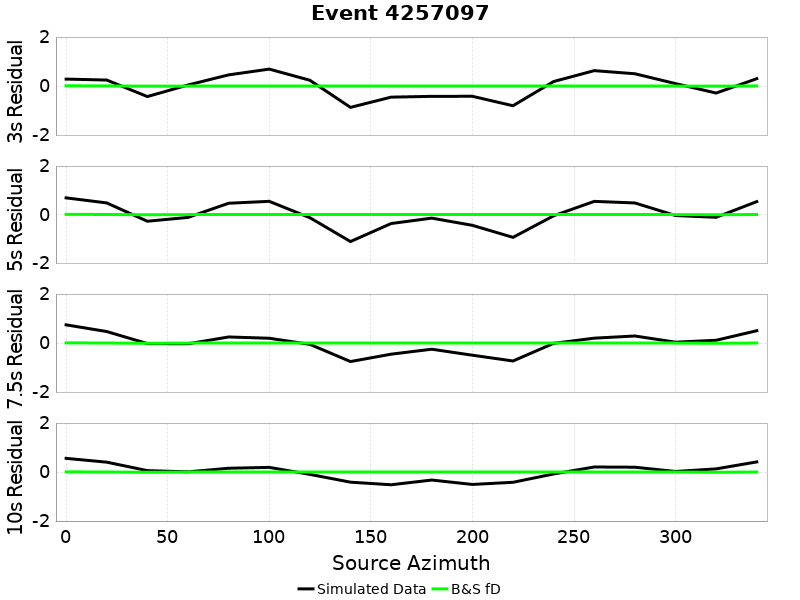 Event 4257097
3s Residual
2
0
-2
5s Residual
2
0
-2
7.5s Residual
2
0
-2
10s Residual
2
0
-2
0 50 100 150 200 250 300
Source Azimuth
Simulated Data B&S fD